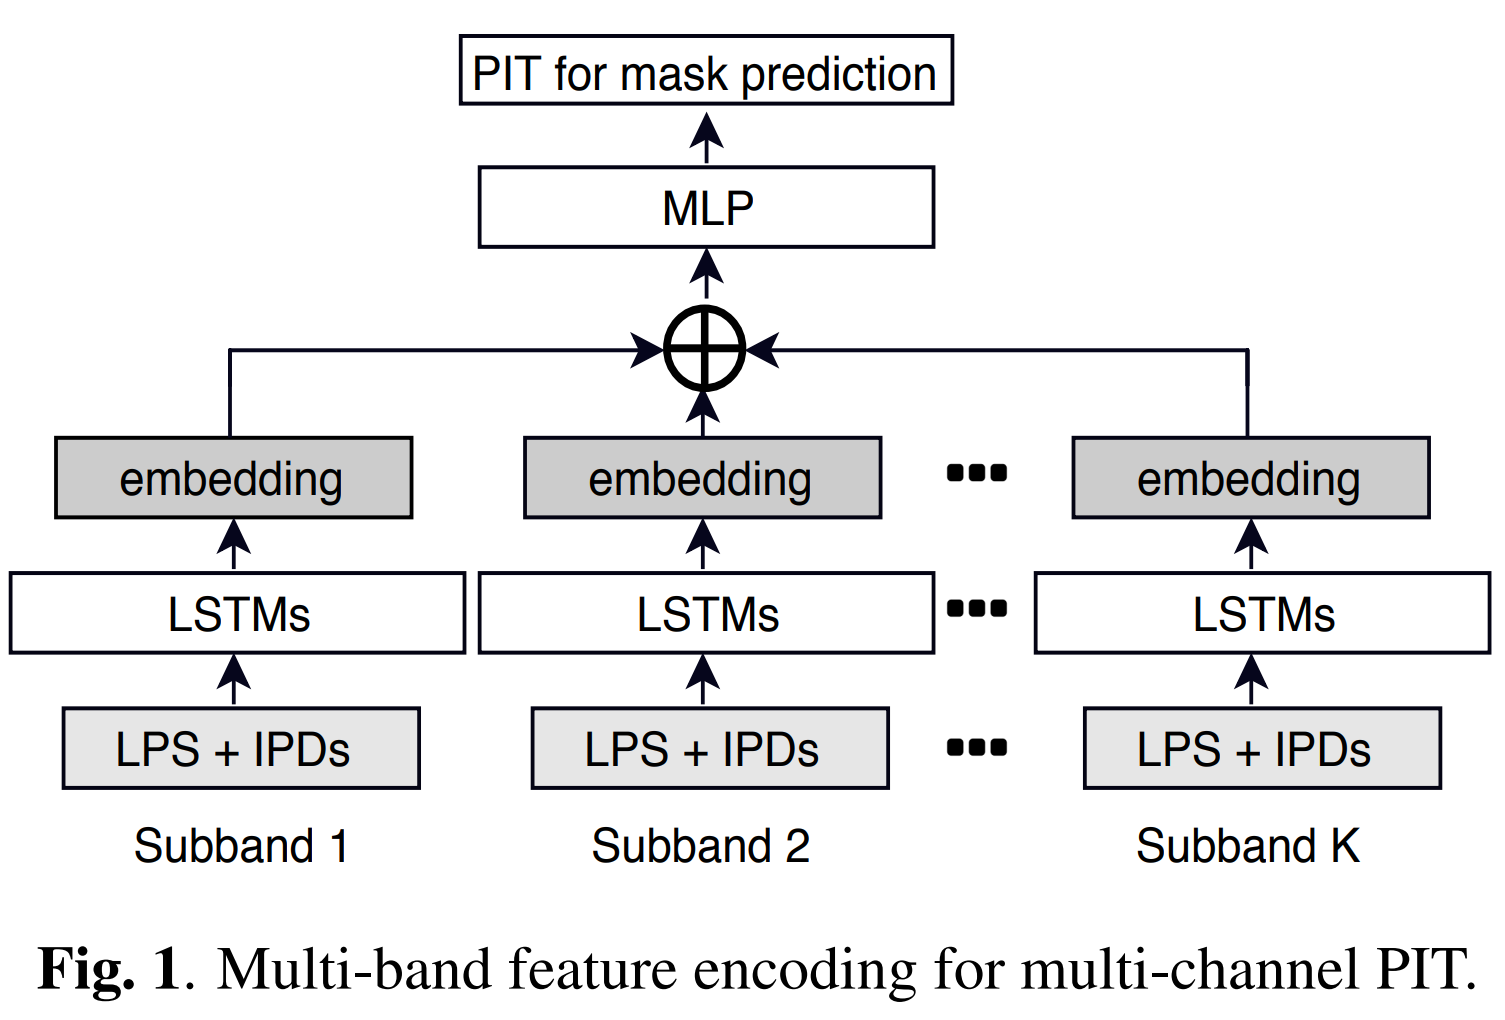 PIT for mask prediction
MLP
embedding embedding embedding
LSTMs LSTMs LSTMs
LPS + IPDs LPS + IPDs LPS + IPDs
Subband 1 Subband 2 Subband K
Fig. 1. Multi-band feature encoding for multi-channel PIT.